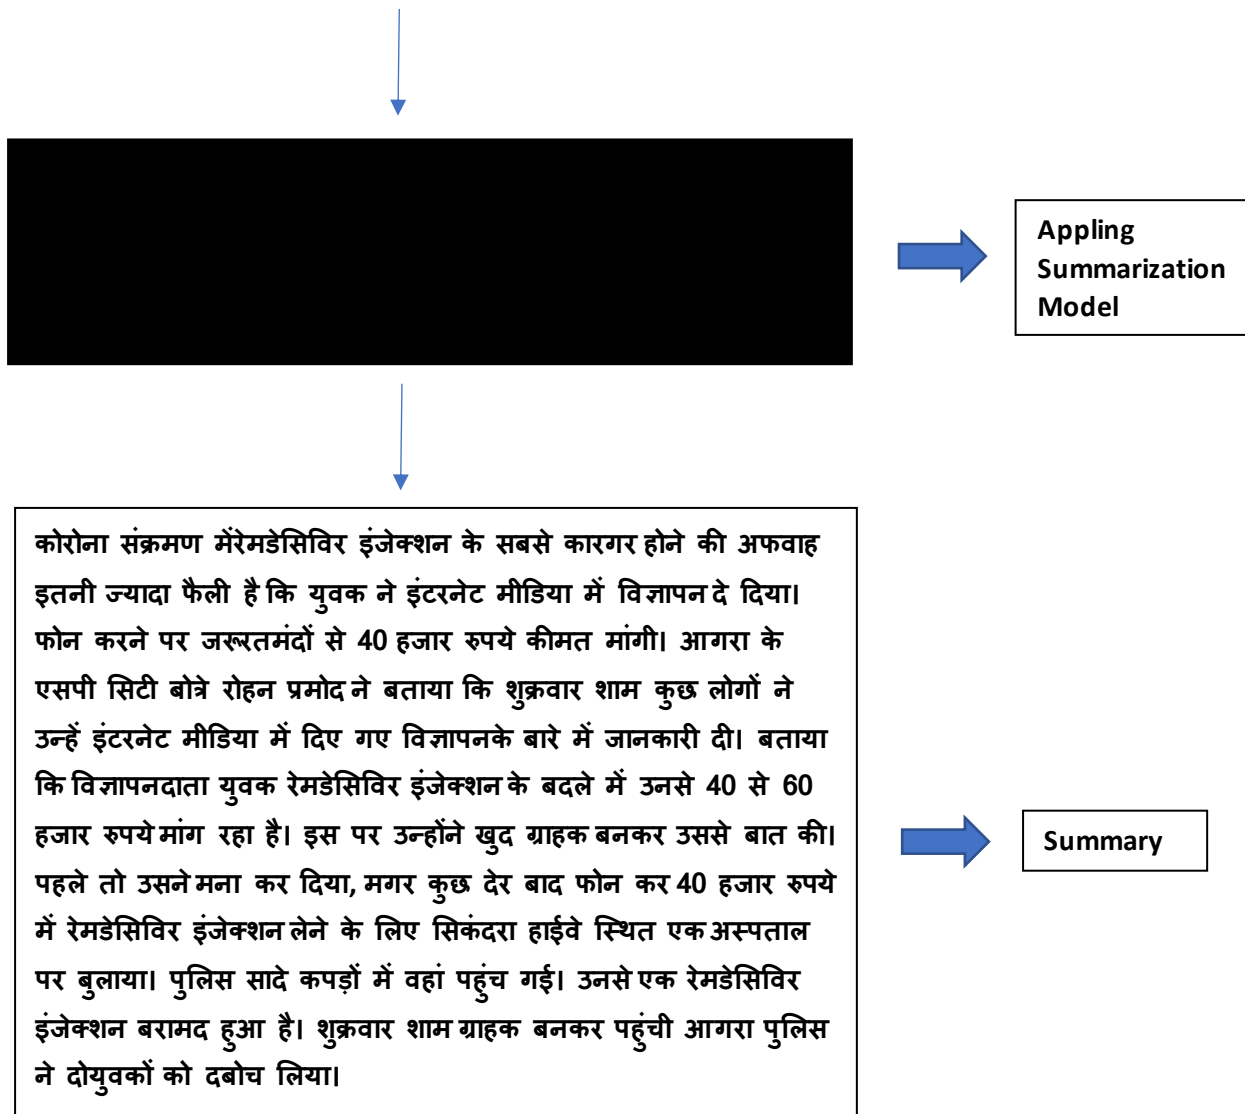 Appling
Summarization
Model
कोरोना संक्रमण मेंरेमडेसिविर इंजेक्शन के सबसे कारगर होने की अफवाह
इतनी ज्यादा फैली है कि युवक ने इंटरनेट मीडिया में विज्ञापन दे दिया।
फोन करने पर जरूरतमंदों से 40 हजार रुपये कीमत मांगी। आगरा के
एसपी सिटी बोत्रे रोहन प्रमोद ने बताया कि शुक्रवार शाम कुछ लोगों ने
उन्हें इंटरनेट मीडिया में दिए गए विज्ञापनके बारे में जानकारी दी। बताया
कि विज्ञापनदाता युवक रेमडेसिविर इंजेक्शन के बदले में उनसे 40 से 60
हजार रुपये मांग रहा है। इस पर उन्होंने खुद ग्राहक बनकर उससे बात की।
पहले तो उसने मना कर दिया, मगर कुछ देर बाद फोन कर 40 हजार रुपये
में रेमडेसिविर इंजेक्शन लेने के लिए सिकंदरा हाईवे स्थित एक अस्पताल
पर बुलाया। पुलिस सादे कपड़ों में वहां पहुंच गई। उनसे एक रेमडेसिविर
इंजेक्शन बरामद हुआ है। शुक्रवार शाम ग्राहक बनकर पहुंची आगरा पुलिस
ने दोयुवकों को दबोच लिया।
Summary